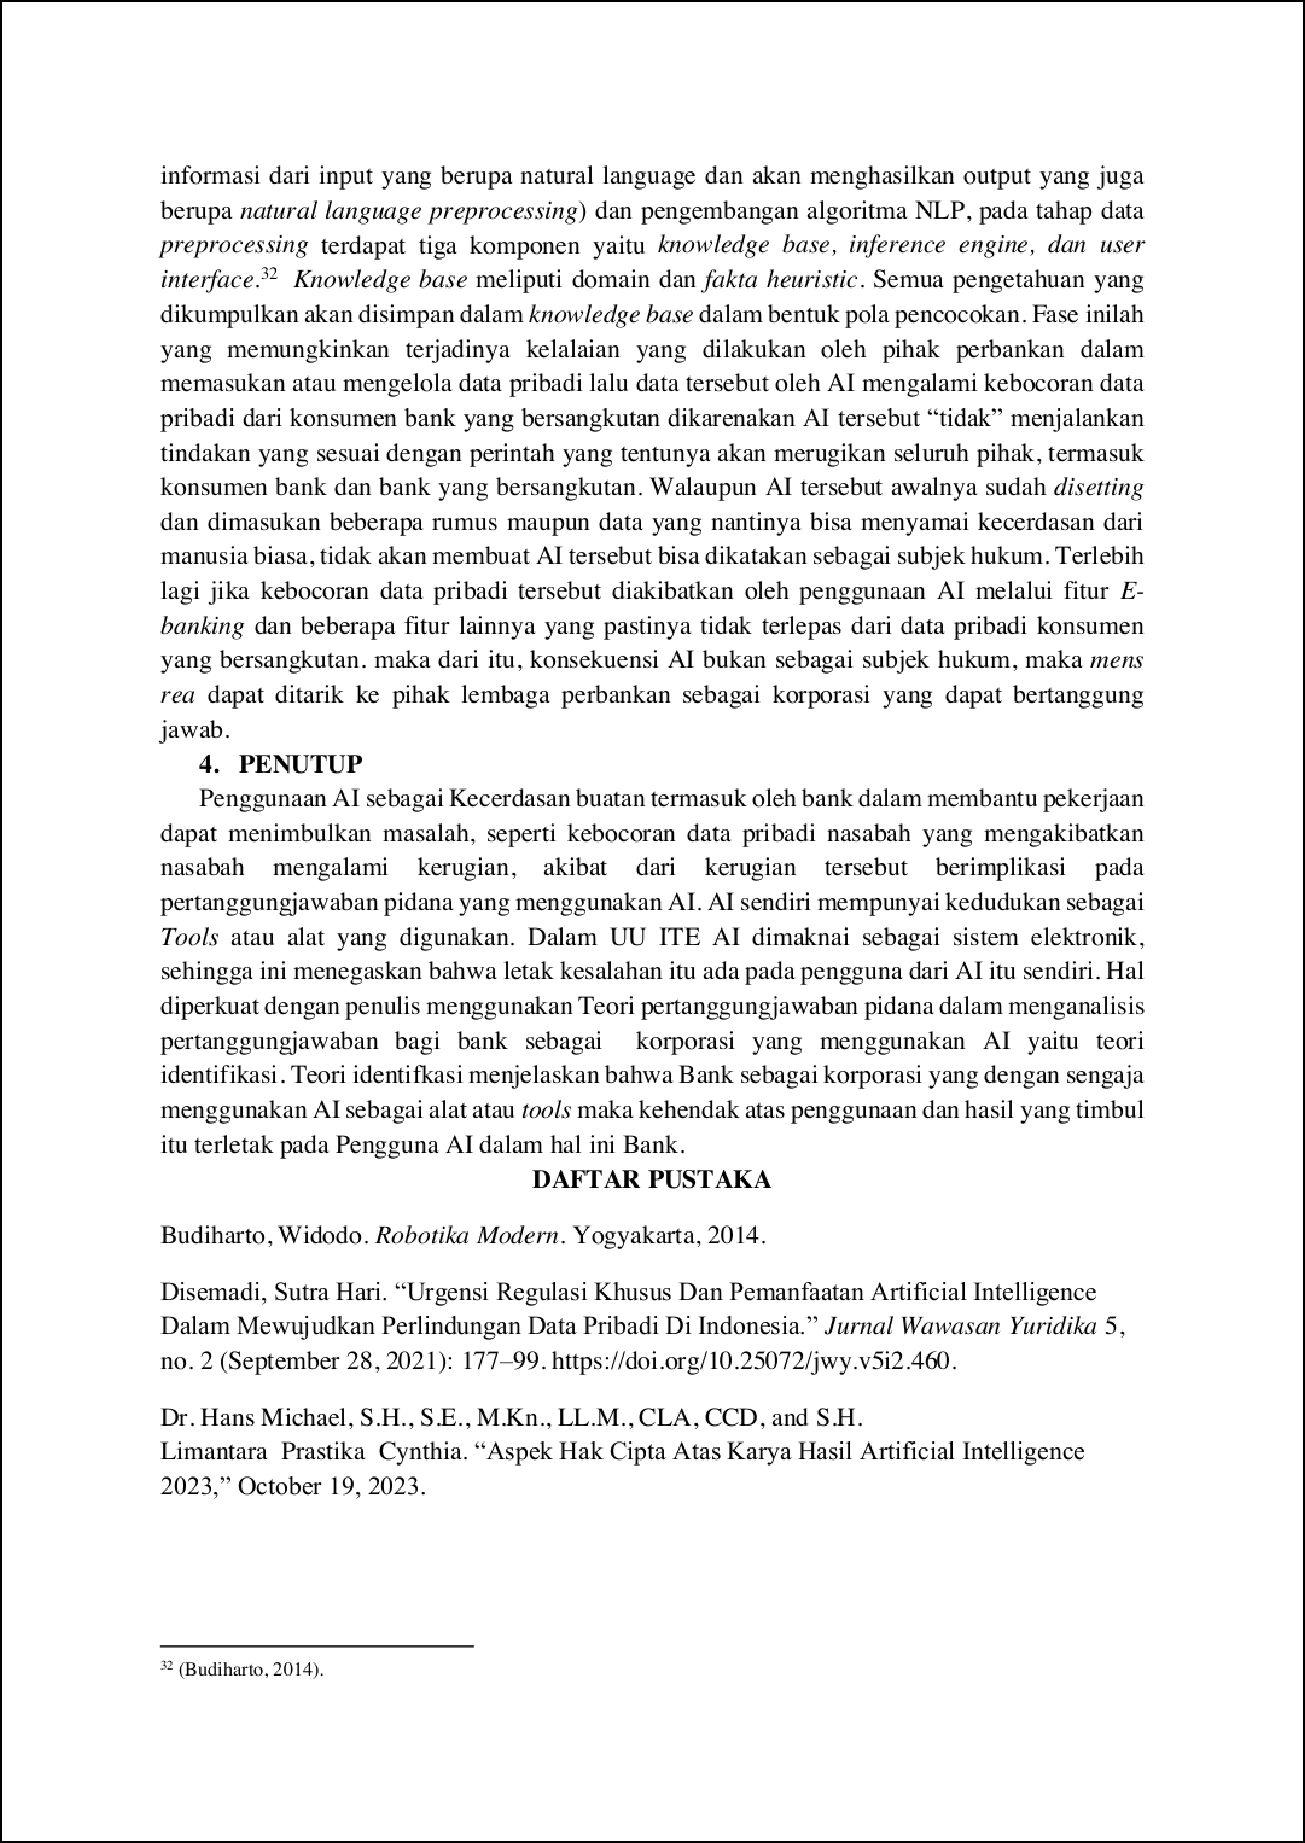 informasi dari input yang berupa natural language dan akan menghasilkan output yang juga
berupa natural language preprocessing) dan pengembangan algoritma NLP, pada tahap data
preprocessing terdapat tiga komponen yaitu knowledge base, inference engine, dan user
interface.32 Knowledge base meliputi domain dan fakta heuristic. Semua pengetahuan yang
dikumpulkan akan disimpan dalam knowledge base dalam bentuk pola pencocokan. Fase inilah
yang memungkinkan terjadinya kelalaian yang dilakukan oleh pihak perbankan dalam
memasukan atau mengelola data pribadi lalu data tersebut oleh AI mengalami kebocoran data
pribadi dari konsumen bank yang bersangkutan dikarenakan AI tersebut “tidak” menjalankan
tindakan yang sesuai dengan perintah yang tentunya akan merugikan seluruh pihak, termasuk
konsumen bank dan bank yang bersangkutan. Walaupun AI tersebut awalnya sudah disetting
dan dimasukan beberapa rumus maupun data yang nantinya bisa menyamai kecerdasan dari
manusia biasa, tidak akan membuat AI tersebut bisa dikatakan sebagai subjek hukum. Terlebih
lagi jika kebocoran data pribadi tersebut diakibatkan oleh penggunaan AI melalui fitur E-
banking dan beberapa fitur lainnya yang pastinya tidak terlepas dari data pribadi konsumen
yang bersangkutan. maka dari itu, konsekuensi AI bukan sebagai subjek hukum, maka mens
rea dapat ditarik ke pihak lembaga perbankan sebagai korporasi yang dapat bertanggung
jawab.
4. PENUTUP
Penggunaan AI sebagai Kecerdasan buatan termasuk oleh bank dalam membantu pekerjaan
dapat menimbulkan masalah, seperti kebocoran data pribadi nasabah yang mengakibatkan
nasabah mengalami kerugian, akibat dari kerugian tersebut berimplikasi pada
pertanggungjawaban pidana yang menggunakan AI. AI sendiri mempunyai kedudukan sebagai
Tools atau alat yang digunakan. Dalam UU ITE AI dimaknai sebagai sistem elektronik,
sehingga ini menegaskan bahwa letak kesalahan itu ada pada pengguna dari AI itu sendiri. Hal
diperkuat dengan penulis menggunakan Teori pertanggungjawaban pidana dalam menganalisis
pertanggungjawaban bagi bank sebagai korporasi yang menggunakan AI yaitu teori
identifikasi. Teori identifkasi menjelaskan bahwa Bank sebagai korporasi yang dengan sengaja
menggunakan AI sebagai alat atau tools maka kehendak atas penggunaan dan hasil yang timbul
itu terletak pada Pengguna AI dalam hal ini Bank.
DAFTAR PUSTAKA
Budiharto, Widodo. Robotika Modern. Yogyakarta, 2014.
Disemadi, Sutra Hari. “Urgensi Regulasi Khusus Dan Pemanfaatan Artificial Intelligence
Dalam Mewujudkan Perlindungan Data Pribadi Di Indonesia.” Jurnal Wawasan Yuridika 5,
no. 2 (September 28, 2021): 177–99. https://doi.org/10.25072/jwy.v5i2.460.
Dr. Hans Michael, S.H., S.E., M.Kn., LL.M., CLA, CCD, and S.H.
Limantara Prastika Cynthia. “Aspek Hak Cipta Atas Karya Hasil Artificial Intelligence
2023,” October 19, 2023.
32 (Budiharto, 2014).